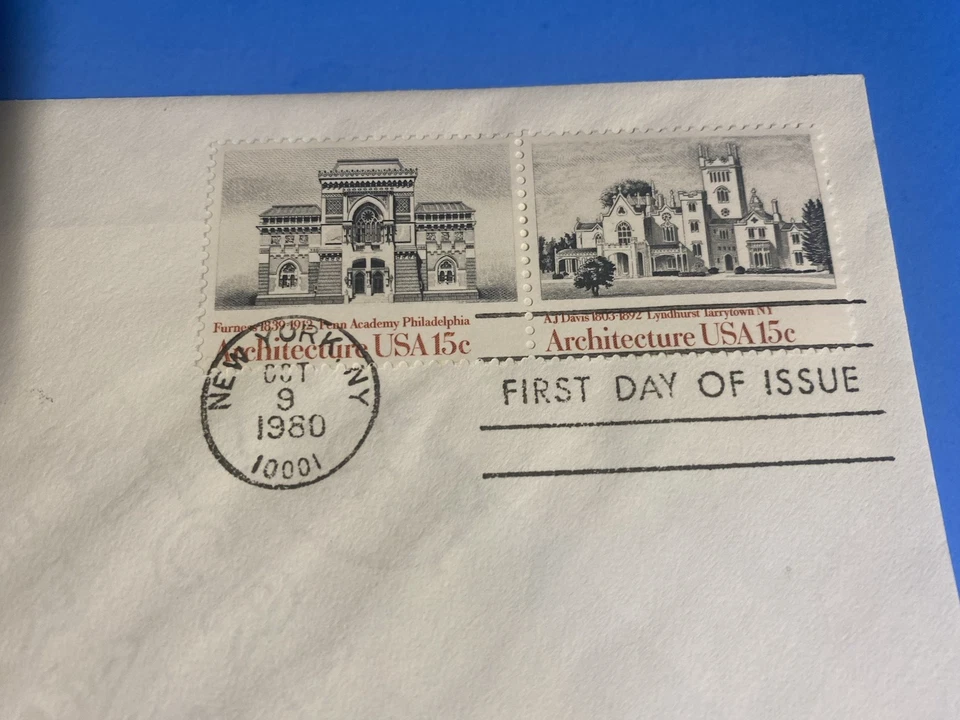 Furness 1839-1912 Penn Academy Philadelphia
Architecture USA 15c
AJ Davis 1803-1892 Lyndhurst Tarrytown NY
Architecture USA 15c
NEW YORK, NY
OCT
9
1980
10001
FIRST DAY OF ISSUE